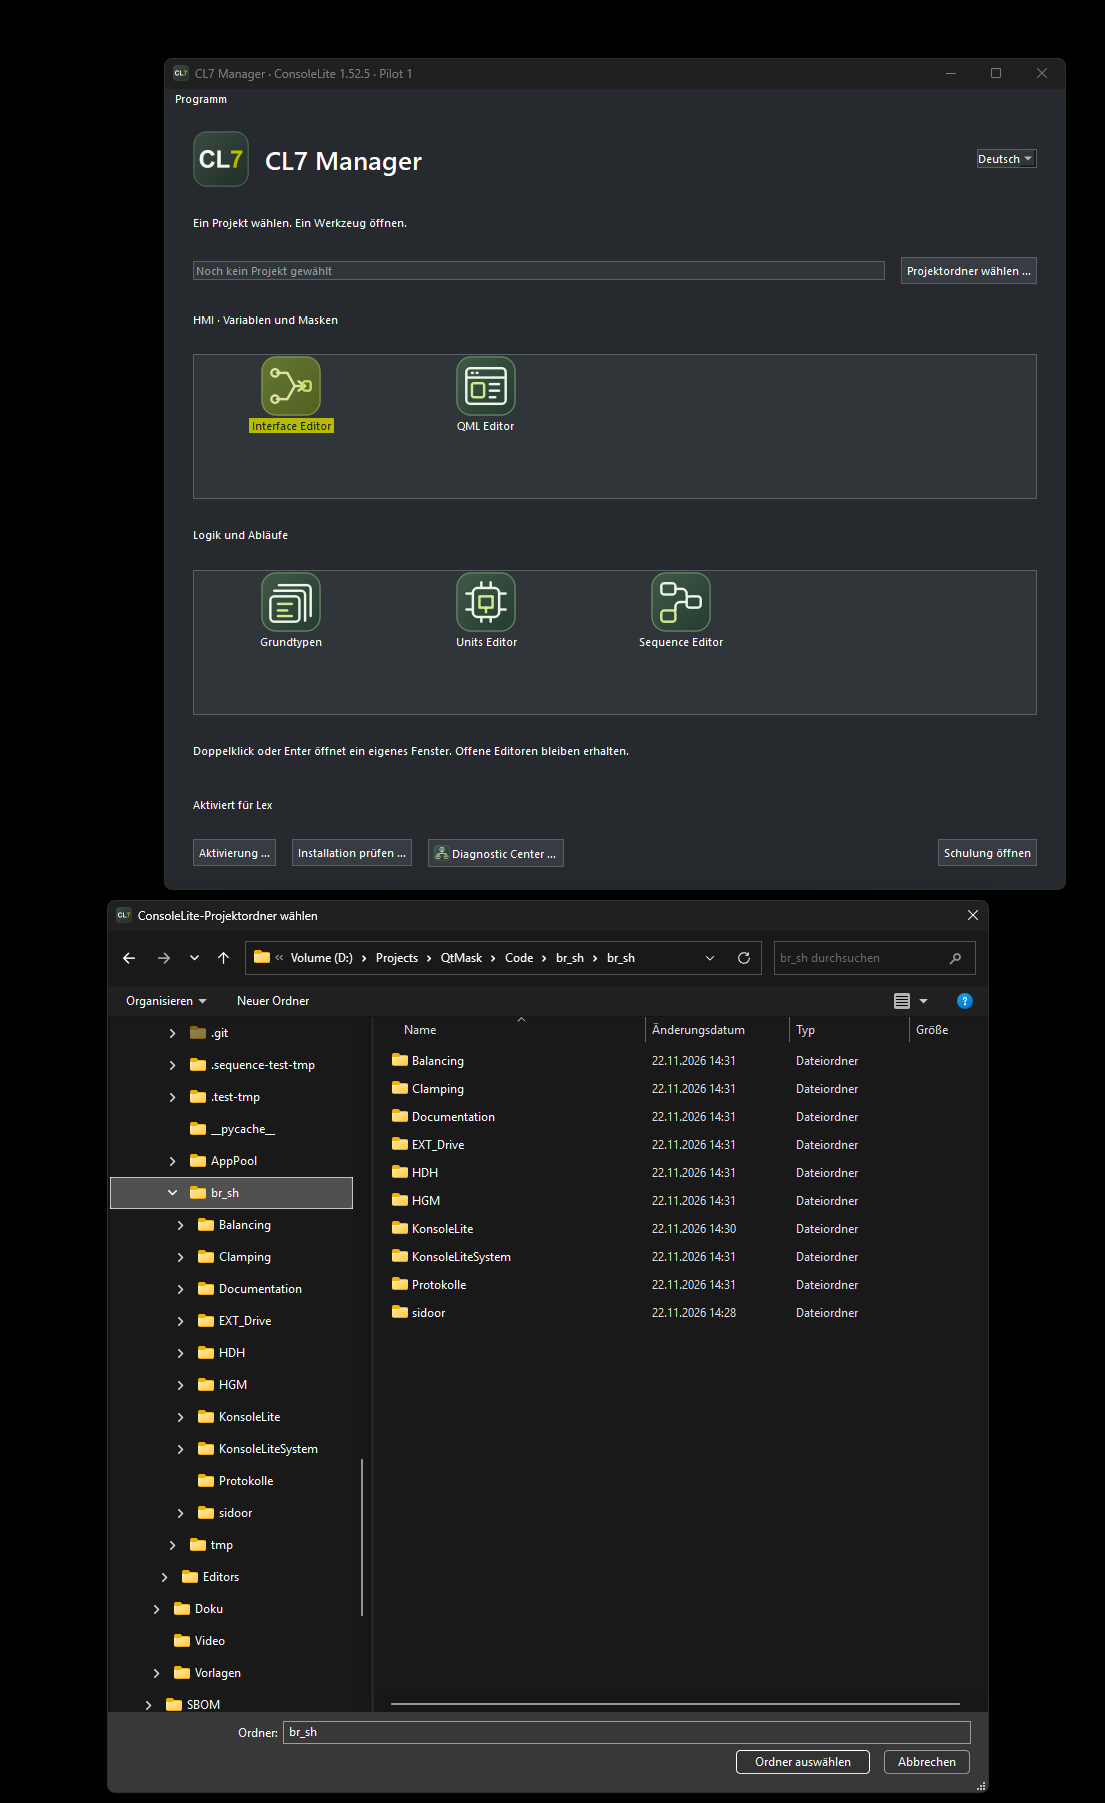 CL7 CL7 Manager · ConsoleLite 1.52.5 · Pilot 1
Programm
CL7 CL7 Manager
Deutsch
Ein Projekt wählen. Ein Werkzeug öffnen.
Noch kein Projekt gewählt
Projektordner wählen ...
HMI · Variablen und Masken
Interface Editor
QML Editor
Logik und Abläufe
Grundtypen
Units Editor
Sequence Editor
Doppelklick oder Enter öffnet ein eigenes Fenster. Offene Editoren bleiben erhalten.
Aktiviert für Lex
Aktivierung ...
Installation prüfen ...
Diagnostic Center ...
Schulung öffnen
CL7 ConsoleLite-Projektordner wählen
« Volume (D:) › Projects › QtMask › Code › br_sh › br_sh
br_sh durchsuchen
Organisieren
Neuer Ordner
?
.git
.sequence-test-tmp
.test-tmp
__pycache__
AppPool
br_sh
Balancing
Clamping
Documentation
EXT_Drive
HDH
HGM
KonsoleLite
KonsoleLiteSystem
Protokolle
sidoor
tmp
Editors
Doku
Video
Vorlagen
SBOM
Name Änderungsdatum Typ Größe
Balancing 22.11.2026 14:31 Dateiordner
Clamping 22.11.2026 14:31 Dateiordner
Documentation 22.11.2026 14:31 Dateiordner
EXT_Drive 22.11.2026 14:31 Dateiordner
HDH 22.11.2026 14:31 Dateiordner
HGM 22.11.2026 14:31 Dateiordner
KonsoleLite 22.11.2026 14:30 Dateiordner
KonsoleLiteSystem 22.11.2026 14:31 Dateiordner
Protokolle 22.11.2026 14:31 Dateiordner
sidoor 22.11.2026 14:28 Dateiordner
Ordner: br_sh
Ordner auswählen
Abbrechen